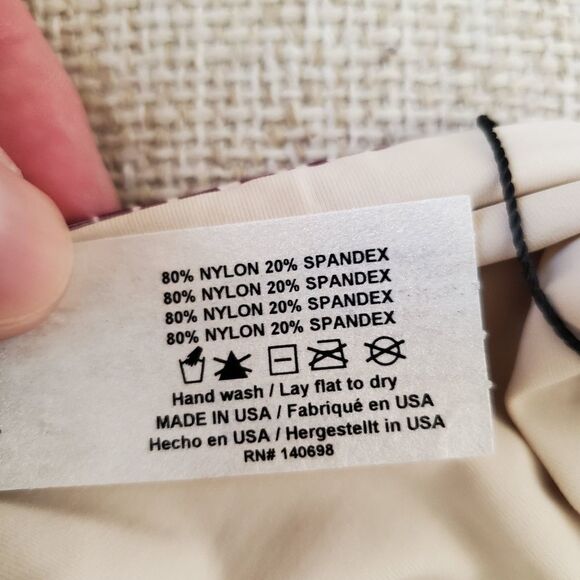 80% NYLON 20% SPANDEX
80% NYLON 20% SPANDEX
80% NYLON 20% SPANDEX
80% NYLON 20% SPANDEX
Hand wash / Lay flat to dry
MADE IN USA / Fabriqué en USA
Hecho en USA / Hergestellt in USA
RN# 140698